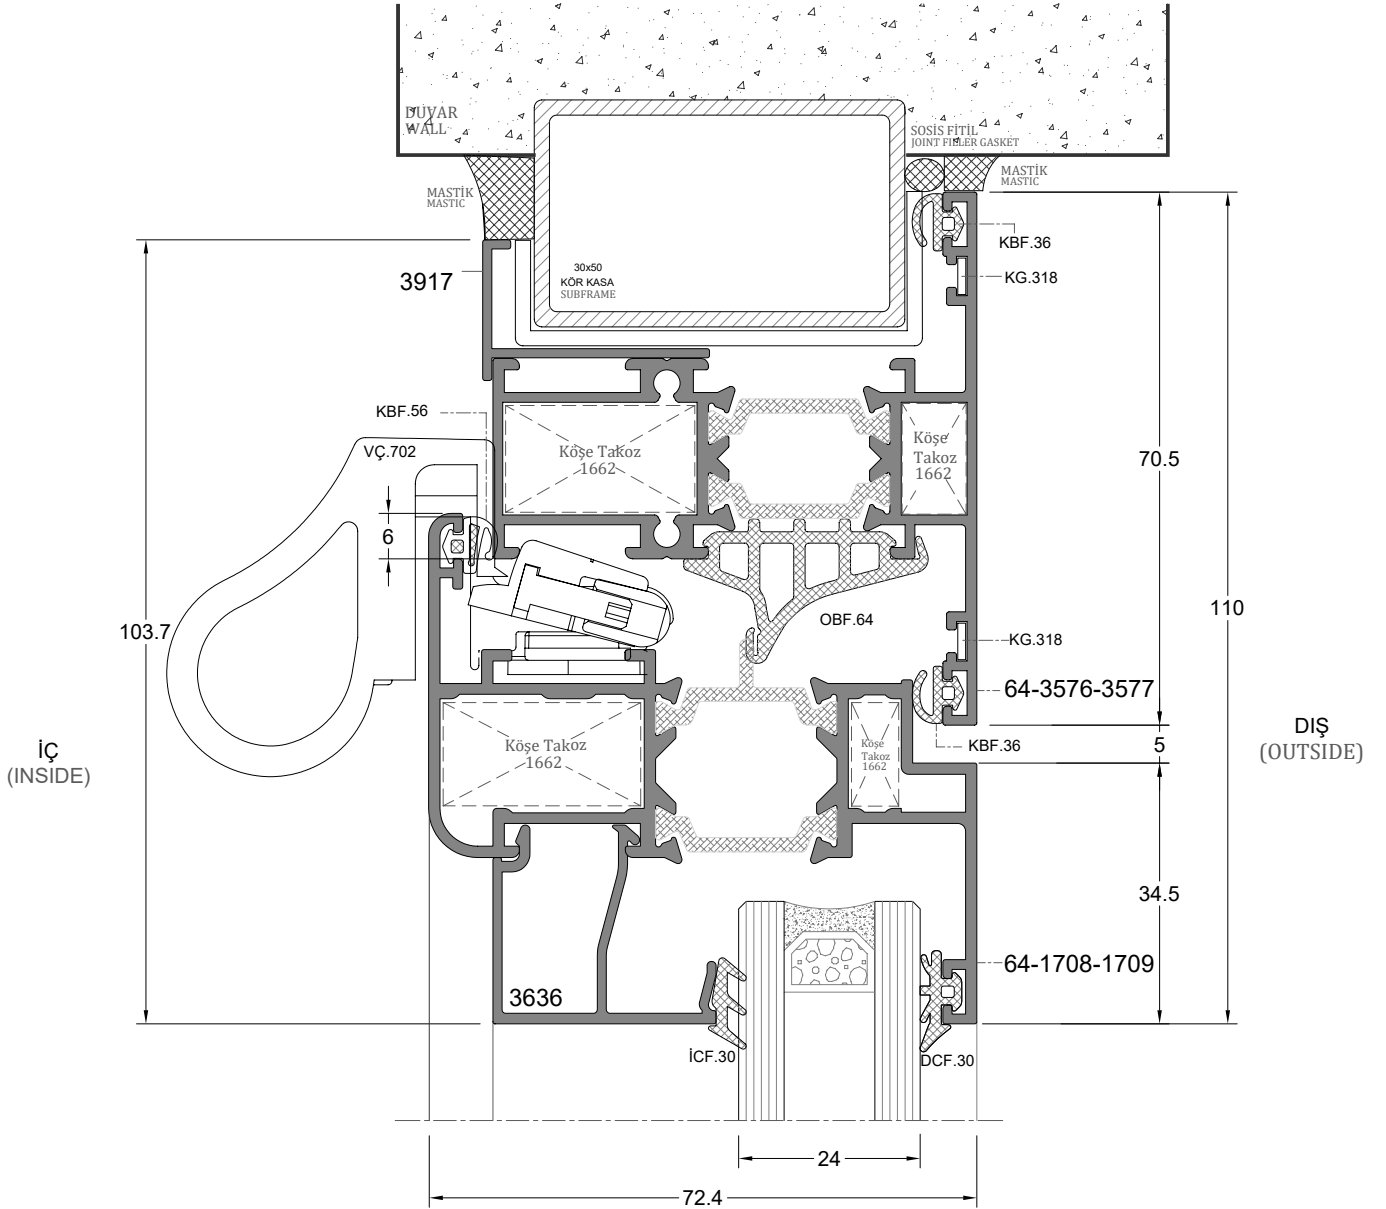 DUVAR
WALL
SOSİS FİTİL
JOINT FILLER GASKET
MASTİK
MASTIC
MASTİK
MASTIC
KBF.36
3917
30x50
KÖR KASA
SUBFRAME
KG.318
KBF.56
VÇ.702
Köşe Takoz
1662
Köşe
Takoz
1662
70.5
6
103.7
OBF.64
110
KG.318
64-3576-3577
İÇ
(INSIDE)
Köşe Takoz
1662
Köşe
Takoz
1662
KBF.36
5
DIŞ
(OUTSIDE)
34.5
64-1708-1709
3636
İCF.30
DCF.30
24
72.4